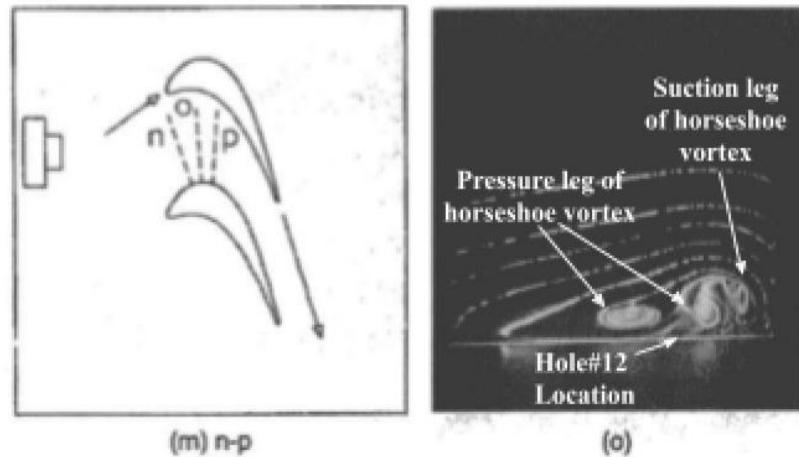 n
o
p
(m) n-p
Suction leg
of horseshoe
vortex
Pressure leg of
horseshoe vortex
Hole#12
Location
(o)